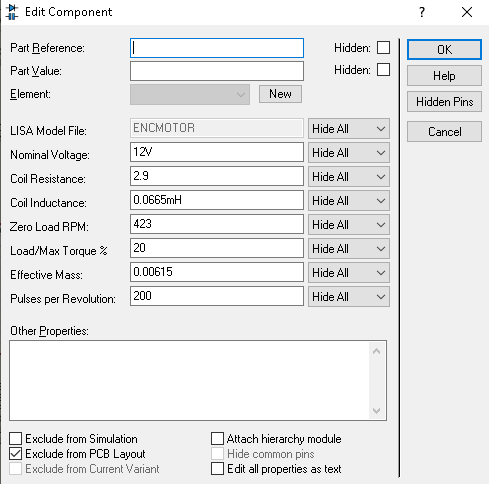 Edit Component ? ×
Part Reference: Hidden: OK
Part Value: Hidden: Help
Element: New Hidden Pins
LISA Model File: ENCMOTOR Hide All Cancel
Nominal Voltage: 12V Hide All
Coil Resistance: 2.9 Hide All
Coil Inductance: 0.0665mH Hide All
Zero Load RPM: 423 Hide All
Load/Max Torque % 20 Hide All
Effective Mass: 0.00615 Hide All
Pulses per Revolution: 200 Hide All
Other Properties:
Exclude from Simulation Attach hierarchy module
Exclude from PCB Layout Hide common pins
Exclude from Current Variant Edit all properties as text